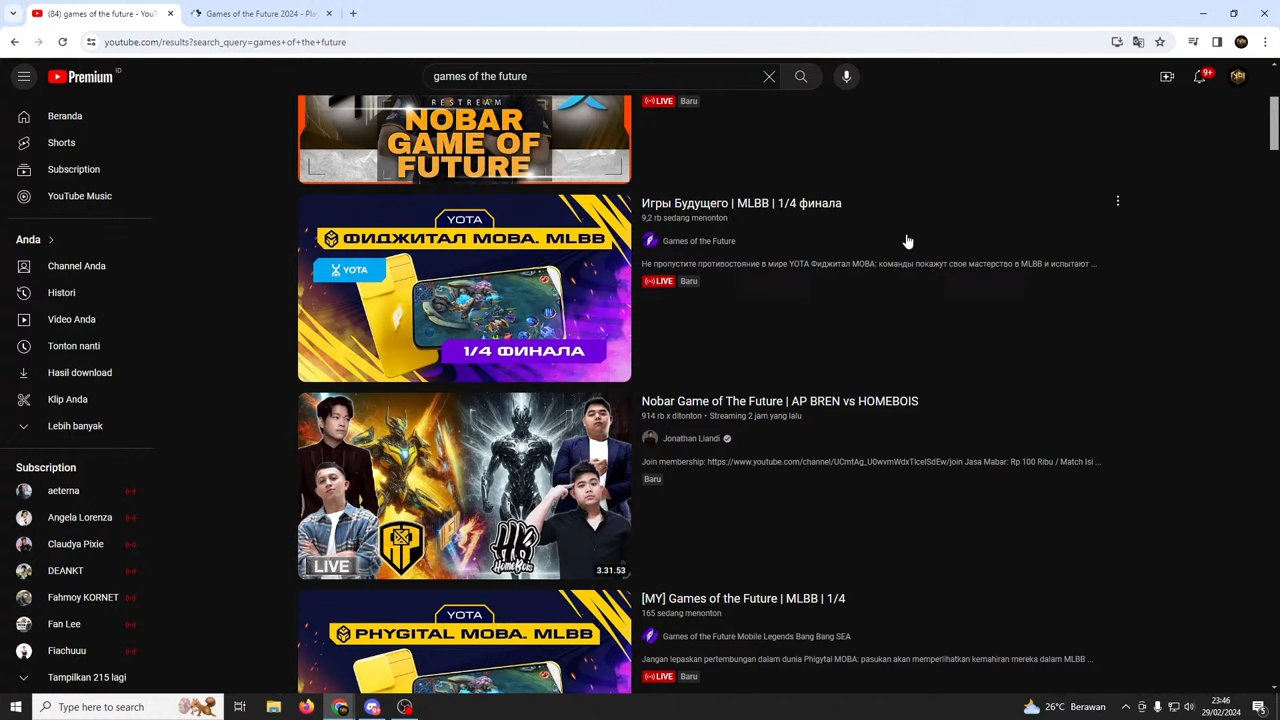 (84) games of the future - YouT
Games of the Future 2024 - Pla
youtube.com/results?search_query=games+of+the+future
Premium
ID
games of the future
9+
Beranda
Shorts
Subscription
YouTube Music
Anda
Channel Anda
Histori
Video Anda
Tonton nanti
Hasil download
Klip Anda
Lebih banyak
Subscription
aeterna
Angela Lorenza
Claudya Pixie
DEANKT
Fahmoy KORNET
Fan Lee
Fiachuuu
Tampilkan 215 lagi
RESTREAM
NOBAR
GAME OF
FUTURE
LIVE Baru
YOTA
ФИДЖИТАЛ МОВА. MLBB
YOTA
1/4 ФИНАЛА
Игры Будущего | MLBB | 1/4 финала
9,2 rb sedang menonton
Games of the Future
Не пропустите противостояние в мире YOTA Фиджитал MOBA: команды покажут свое мастерство в MLBB и испытают ...
LIVE Baru
LIVE
HK
HomeBois
3.31.53
Nobar Game of The Future | AP BREN vs HOMEBOIS
914 rb x ditonton • Streaming 2 jam yang lalu
Jonathan Liandi
Join membership: https://www.youtube.com/channel/UCmfAg_U0wvmWdxTIceISdEw/join Jasa Mabar: Rp 100 Ribu / Match Isi ...
Baru
YOTA
PHYGITAL MOBA. MLBB
[MY] Games of the Future | MLBB | 1/4
165 sedang menonton
Games of the Future Mobile Legends Bang Bang SEA
Jangan lepaskan pertembungan dalam dunia Phigytal MOBA: pasukan akan memperlihatkan kemahiran mereka dalam MLBB ...
LIVE Baru
Type here to search
26°C Berawan
23:46
29/02/2024
5